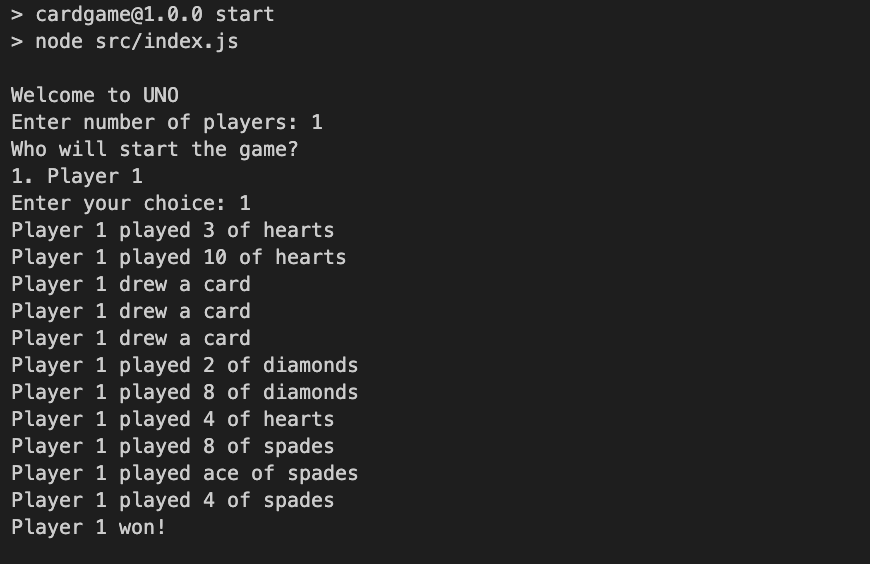 > cardgame@1.0.0 start
> node src/index.js
Welcome to UNO
Enter number of players: 1
Who will start the game?
1. Player 1
Enter your choice: 1
Player 1 played 3 of hearts
Player 1 played 10 of hearts
Player 1 drew a card
Player 1 drew a card
Player 1 drew a card
Player 1 played 2 of diamonds
Player 1 played 8 of diamonds
Player 1 played 4 of hearts
Player 1 played 8 of spades
Player 1 played ace of spades
Player 1 played 4 of spades
Player 1 won!